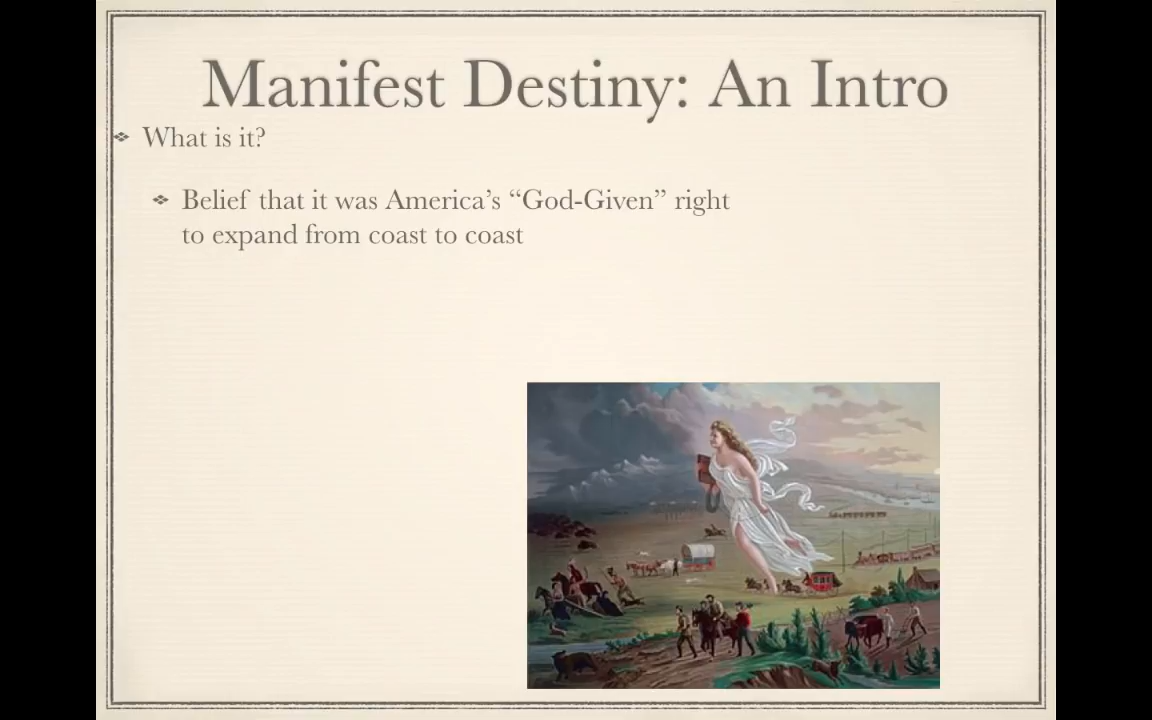 Manifest Destiny: An Intro
What is it?
Belief that it was America's “God-Given” right
to expand from coast to coast